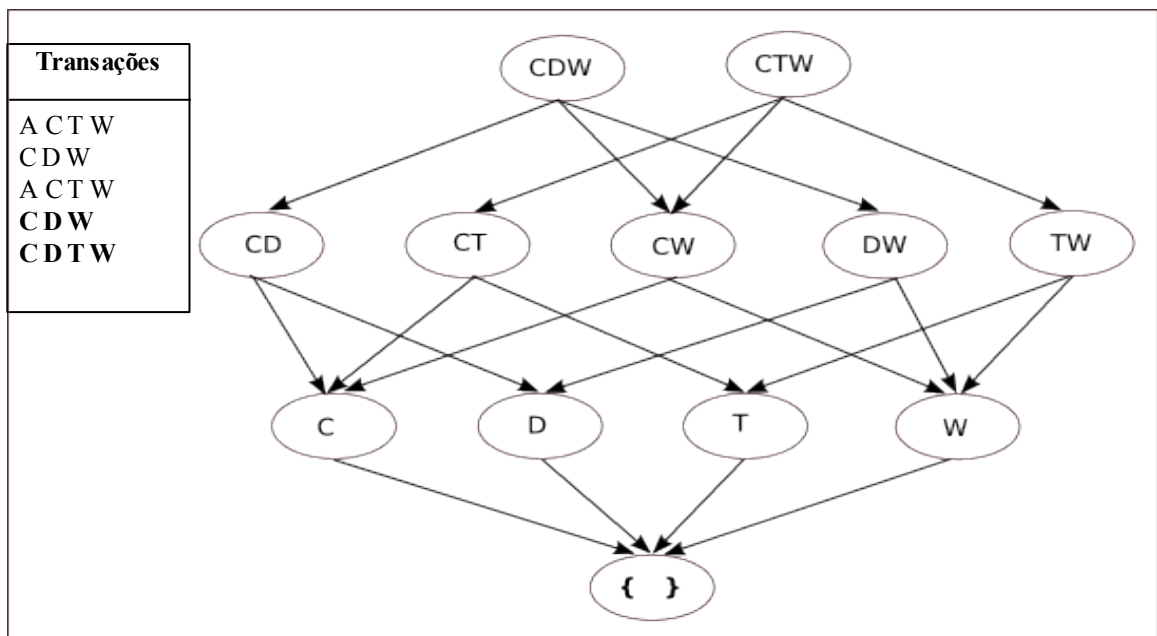 Transações
A C T W
C D W
A C T W
C D W
C D T W
CDW
CTW
CD
CT
CW
DW
TW
C
D
T
W
{ }